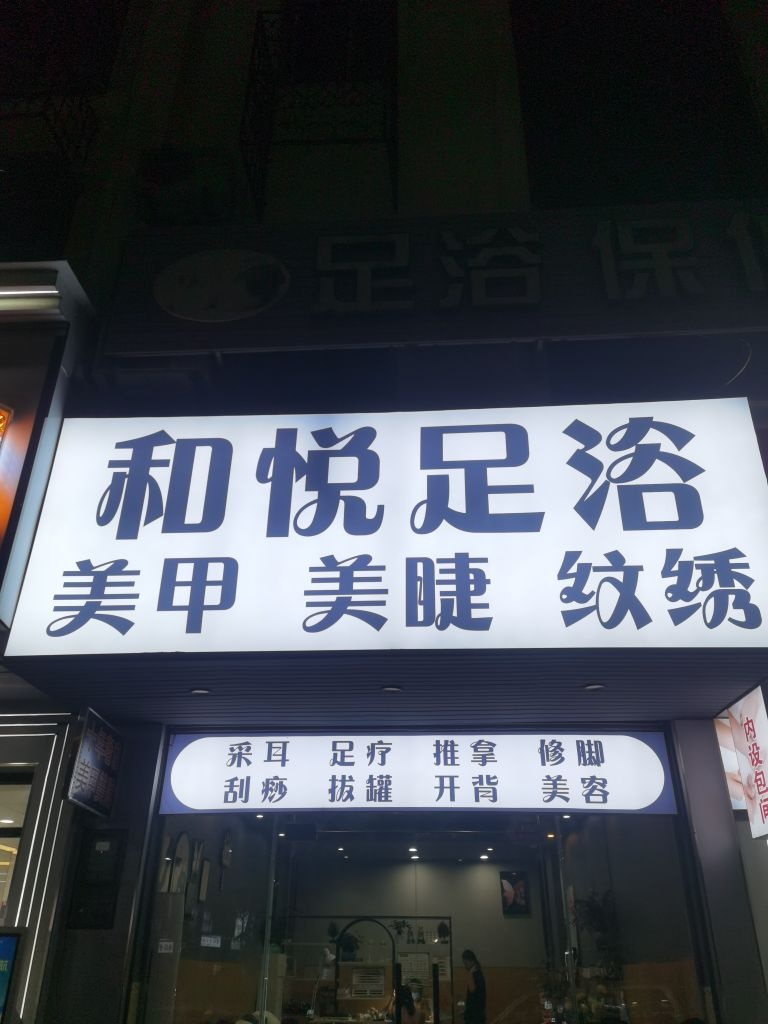 足浴保
和悦足浴
美甲 美睫 纹绣
采耳 足疗 推拿 修脚
刮痧 拔罐 开背 美容
内设包间